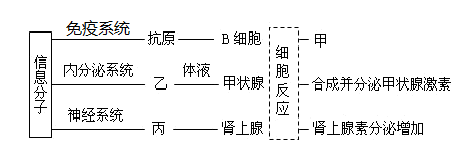 免疫系统
抗原 B 细胞 甲
信息分子
内分泌系统
乙 体液 甲状腺 细胞反应 合成并分泌甲状腺激素
神经系统
丙 肾上腺 肾上腺素分泌增加